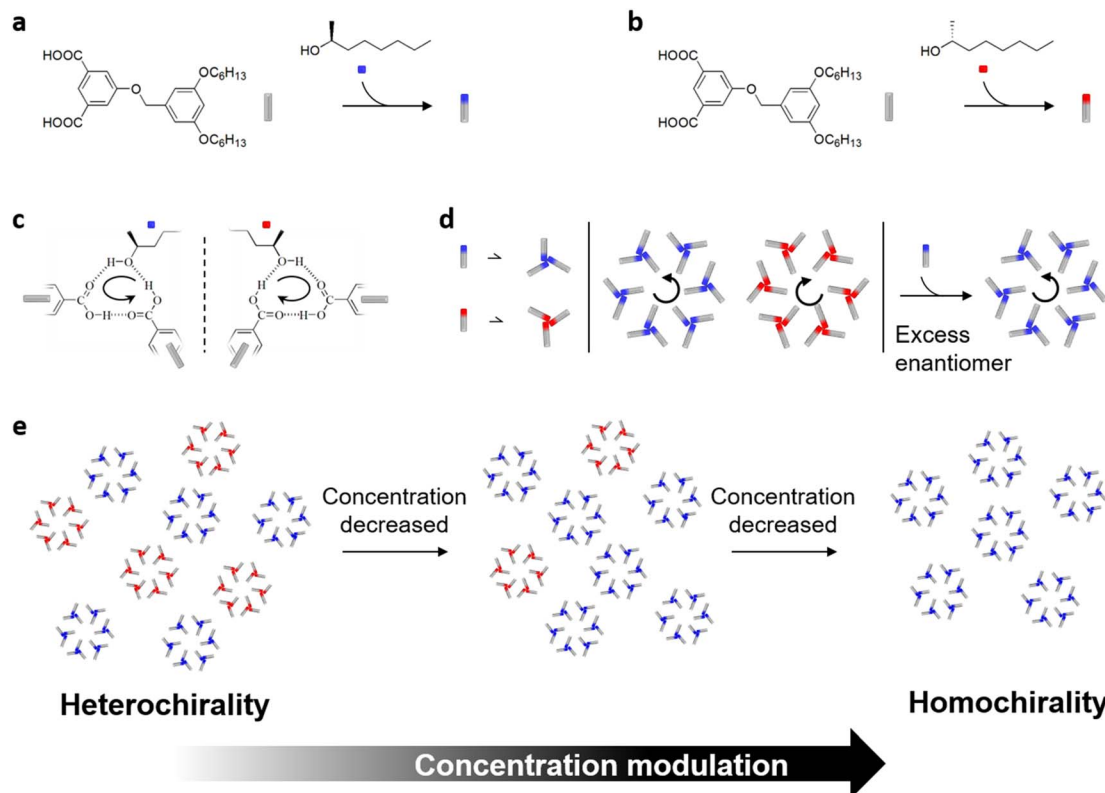 a
HOOC
HOOC
O
OC6H13
OC6H13
HO
b
HOOC
HOOC
O
OC6H13
OC6H13
HO
c
H-O
H
O
O
O-H
O
H
O-H
O
O
O
H-O
d
Excess
enantiomer
e
Concentration
decreased
Concentration
decreased
Heterochirality
Homochirality
Concentration modulation